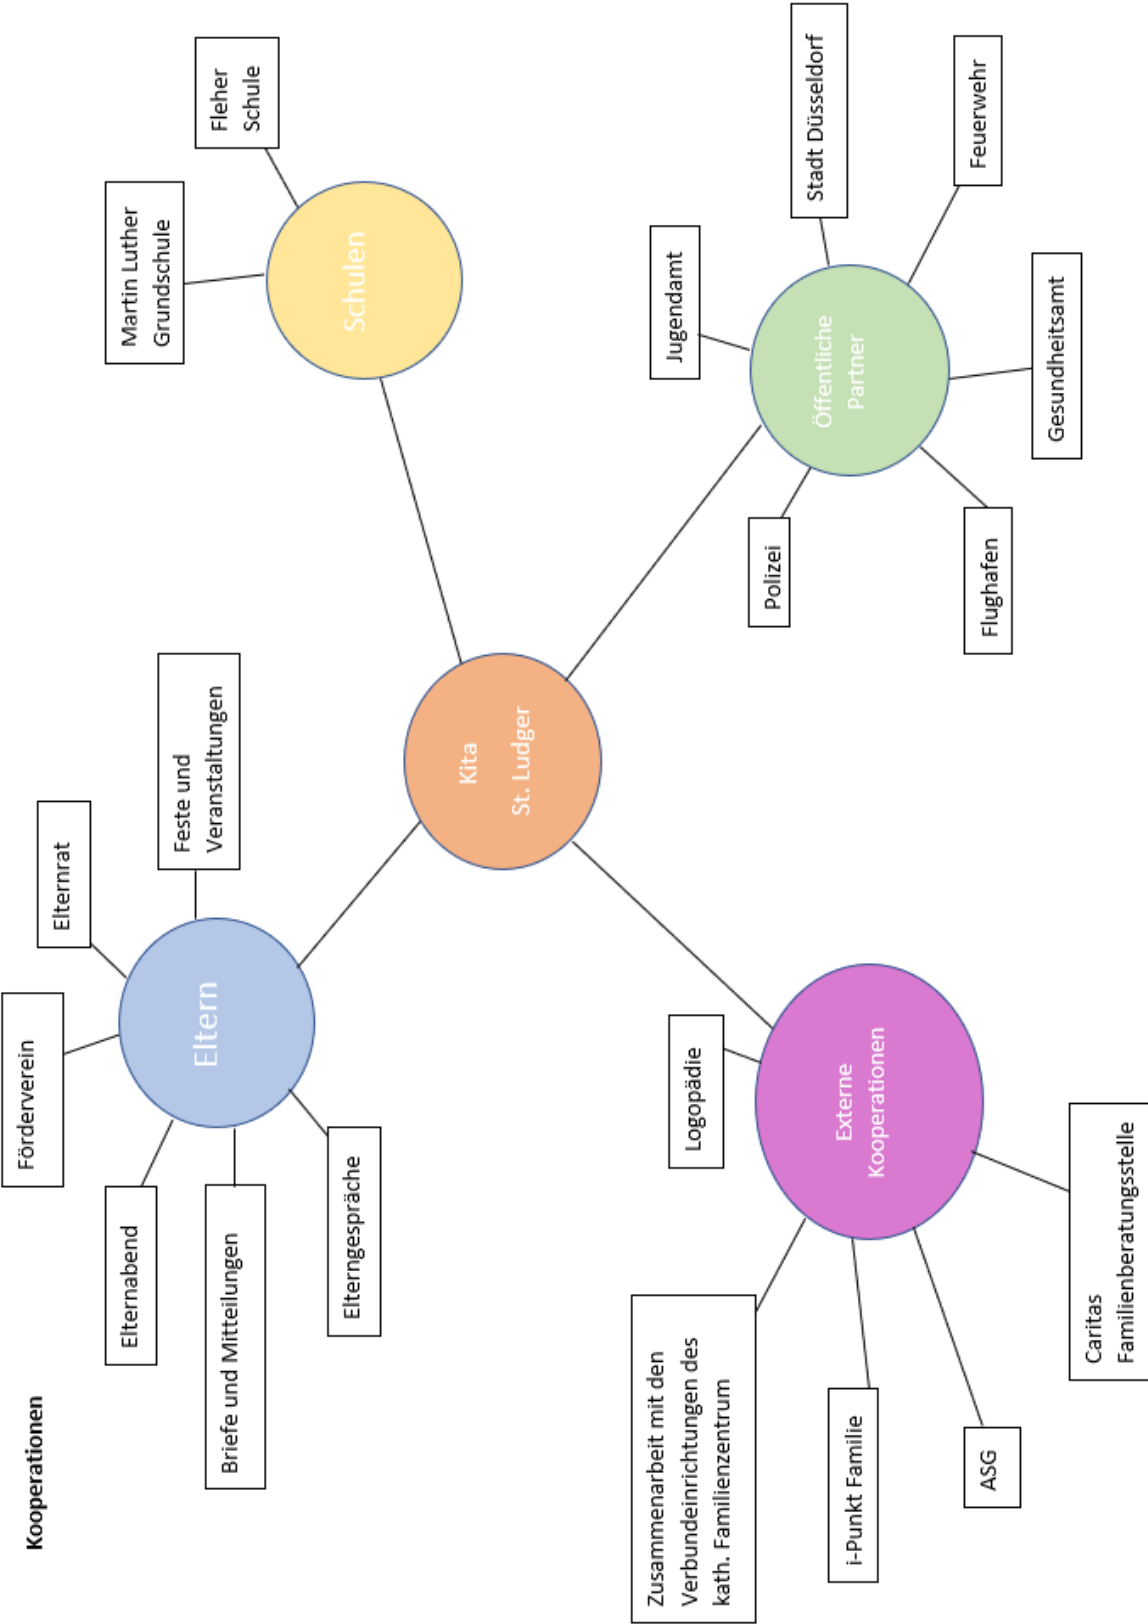 Kooperationen
Förderverein
Elternrat
Elternabend
Eltern
Feste und
Veranstaltungen
Briefe und Mitteilungen
Elterngespräche
Martin Luther
Grundschule
Fleher
Schule
Schulen
Kita
St. Ludger
Zusammenarbeit mit den
Verbundeinrichtungen des
kath. Familienzentrum
Logopädie
Externe
Kooperationen
i-Punkt Familie
ASG
Caritas
Familienberatungsstelle
Jugendamt
Stadt Düsseldorf
Polizei
Öffentliche
Partner
Feuerwehr
Flughafen
Gesundheitsamt